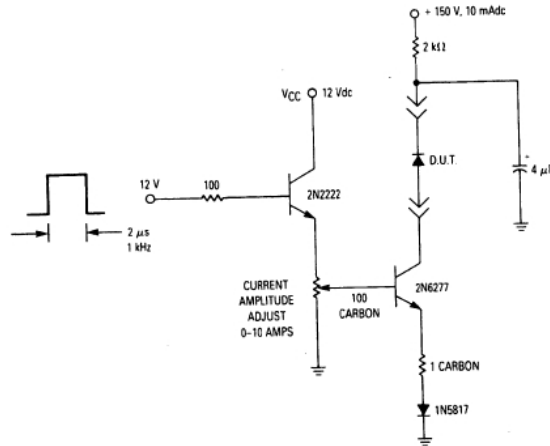 + 150 V, 10 mAdc
2 kΩ
VCC
12 Vdc
D.U.T.
+
4 μ
12 V
100
2N2222
2 μs
1 kHz
CURRENT
AMPLITUDE
ADJUST
0–10 AMPS
100
CARBON
2N6277
1 CARBON
1N5817